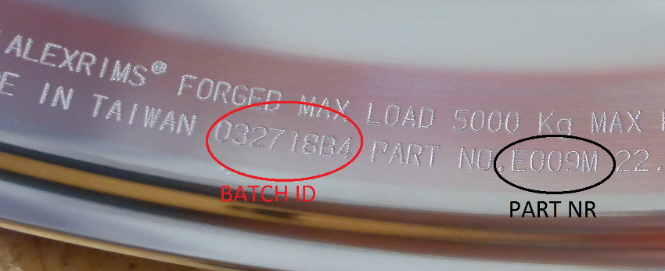 ALEXRIMS® FORGED MAX LOAD 5000 Kg MAX
E IN TAIWAN 032718B4 PART NO.E009M 22.
BATCH ID
PART NR